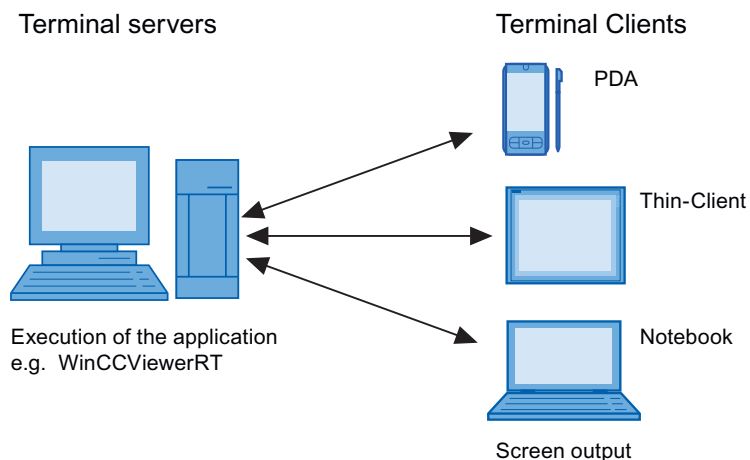 Terminal servers
Terminal Clients
PDA
Thin-Client
Execution of the application
e.g. WinCCViewerRT
Notebook
Screen output